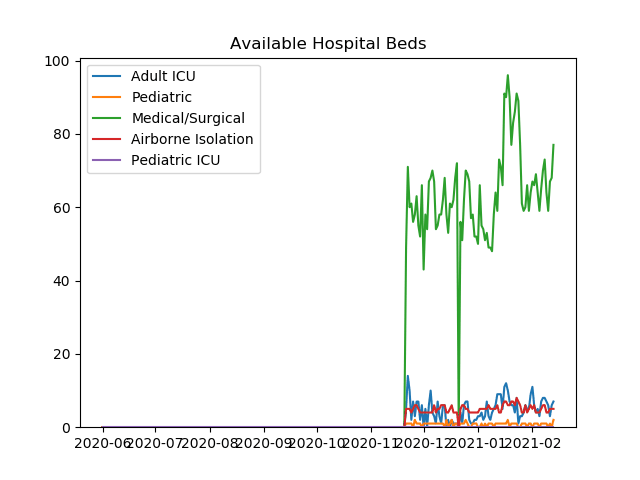 Available Hospital Beds
100
80
60
40
20
0
Adult ICU
Pediatric
Medical/Surgical
Airborne Isolation
Pediatric ICU
2020-06 2020-07 2020-08 2020-09 2020-10 2020-11 2020-12 2021-01 2021-02